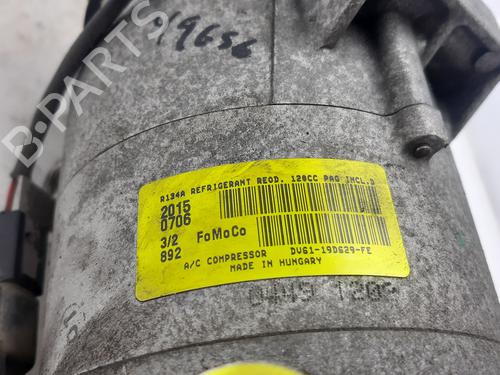 19656
B-PARTS
R134A REFRIGERANT REQD. 120CC PAG INCL.D
2015
0706
3/2 FoMoCo
892 DV61-19D629-FE
A/C COMPRESSOR
MADE IN HUNGARY